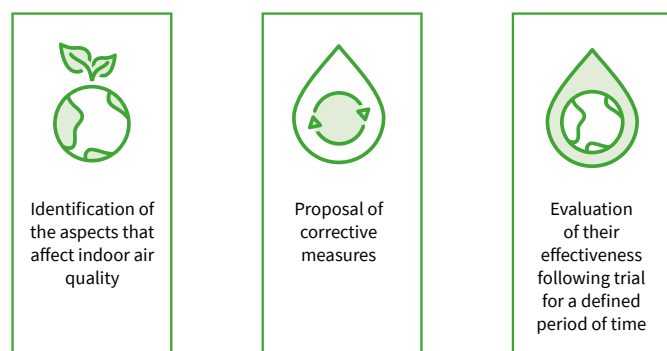 Identification of
the aspects that
affect indoor air
quality
Proposal of
corrective
measures
Evaluation
of their
effectiveness
following trial
for a defined
period of time